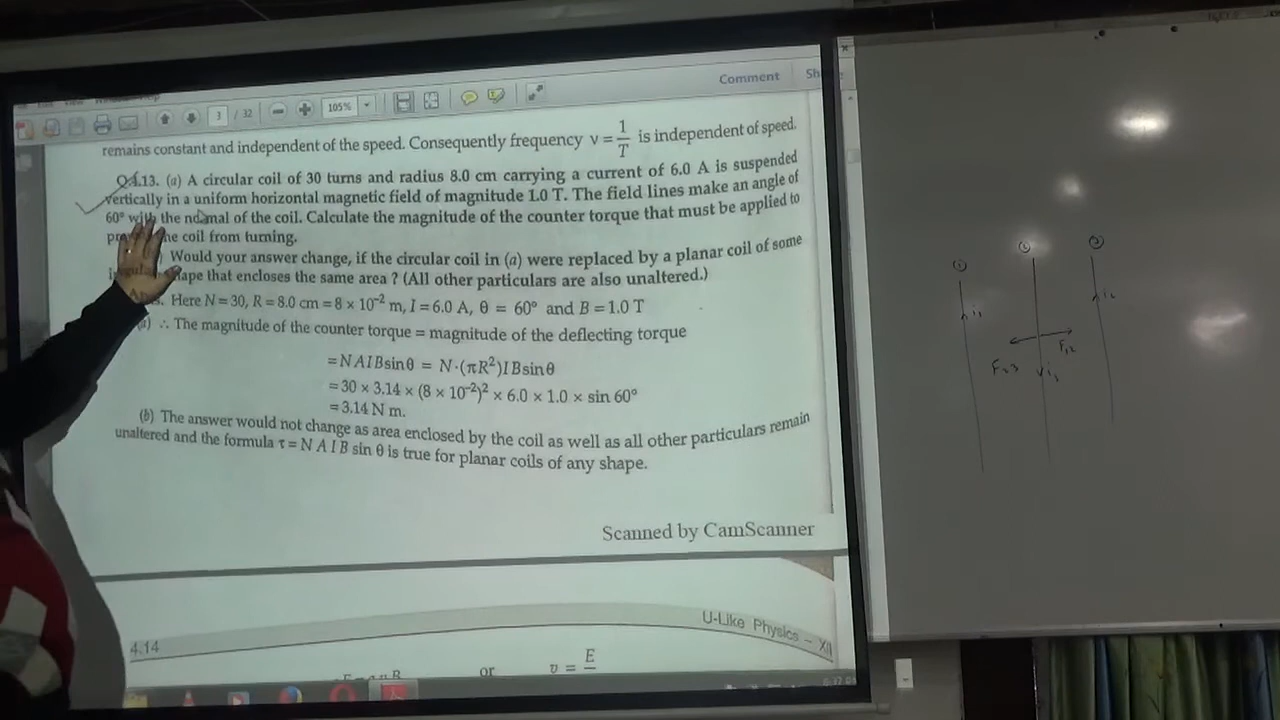 Comment
3 / 32
105%
remains constant and independent of the speed. Consequently frequency ν = 1/T is independent of speed.
Q.4.13. (a) A circular coil of 30 turns and radius 8.0 cm carrying a current of 6.0 A is suspended
vertically in a uniform horizontal magnetic field of magnitude 1.0 T. The field lines make an angle of
60° with the normal of the coil. Calculate the magnitude of the counter torque that must be applied to
the coil from turning.
Would your answer change, if the circular coil in (a) were replaced by a planar coil of some
shape that encloses the same area ? (All other particulars are also unaltered.)
Here N = 30, R = 8.0 cm = 8 × 10⁻² m, I = 6.0 A, θ = 60° and B = 1.0 T
∴ The magnitude of the counter torque = magnitude of the deflecting torque
= N A I B sin θ = N·(πR²) I B sin θ
= 30 × 3.14 × (8 × 10⁻²)² × 6.0 × 1.0 × sin 60°
= 3.14 N m.
(b) The answer would not change as area enclosed by the coil as well as all other particulars remain
unaltered and the formula τ = N A I B sin θ is true for planar coils of any shape.
Scanned by CamScanner
4.14
U-Like Physics – XII
or
υ = E
i₁
i₂
F₁₂